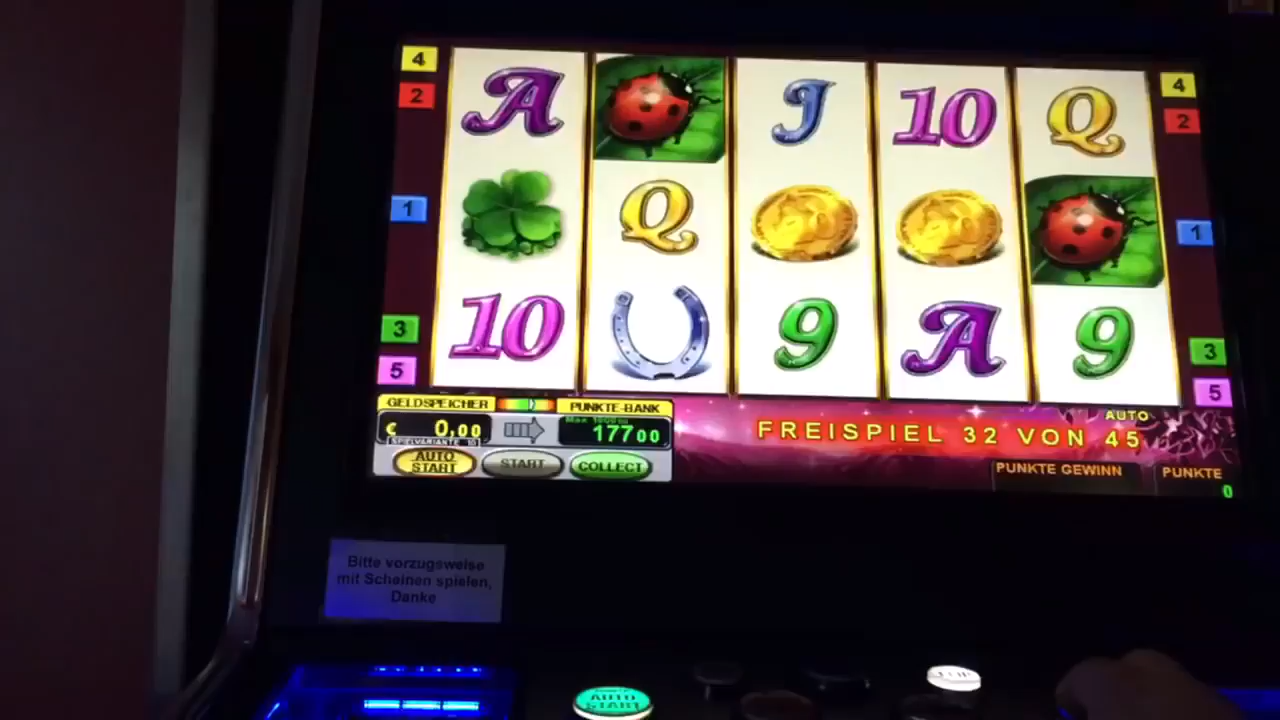 4
4
2
2
A
J
10
Q
1
Q
1
10
9
A
9
3
3
5
5
GELDSPEICHER
PUNKTE-BANK
€ 0,00
17700
SPIELVARIANTE 10
AUTO START
START
COLLECT
AUTO
FREISPIEL 32 VON 45
PUNKTE GEWINN
PUNKTE
0
Bitte vorzugsweise
mit Scheinen spielen,
Danke
AUTO
START